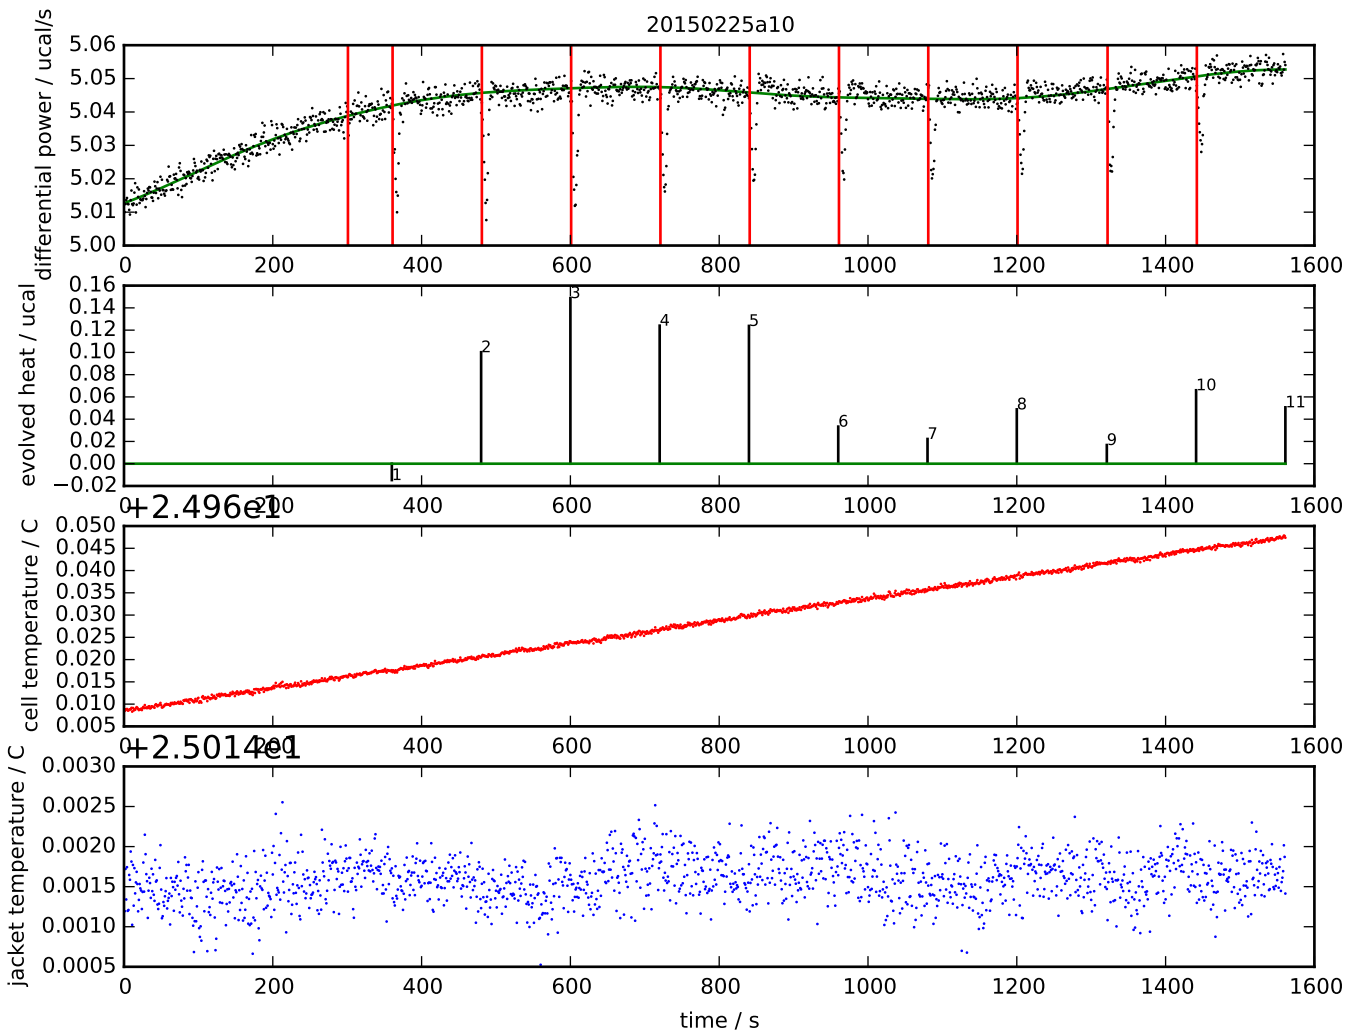 20150225a10
differential power / ucal/s
5.06
5.05
5.04
5.03
5.02
5.01
5.00
0 200 400 600 800 1000 1200 1400 1600
evolved heat / ucal
0.16
0.14
0.12
0.10
0.08
0.06
0.04
0.02
0.00
−0.02
1 2 3 4 5 6 7 8 9 10 11
0 200 400 600 800 1000 1200 1400 1600
+2.496e1
cell temperature / C
0.050
0.045
0.040
0.035
0.030
0.025
0.020
0.015
0.010
0.005
0 200 400 600 800 1000 1200 1400 1600
+2.5014e1
jacket temperature / C
0.0030
0.0025
0.0020
0.0015
0.0010
0.0005
0 200 400 600 800 1000 1200 1400 1600
time / s